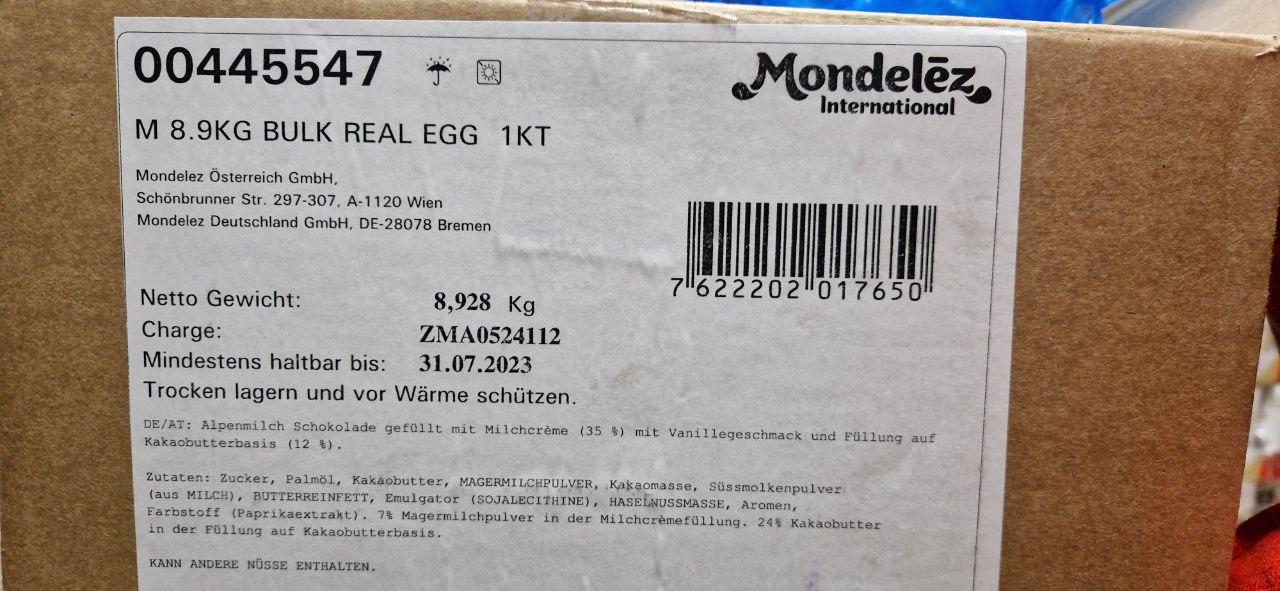 00445547
Mondelēz
International
M 8.9KG BULK REAL EGG 1KT
Mondelez Österreich GmbH,
Schönbrunner Str. 297-307, A-1120 Wien
Mondelez Deutschland GmbH, DE-28078 Bremen
7 622202 017650
Netto Gewicht: 8,928 Kg
Charge: ZMA0524112
Mindestens haltbar bis: 31.07.2023
Trocken lagern und vor Wärme schützen.
DE/AT: Alpenmilch Schokolade gefüllt mit Milchcrème (35 %) mit Vanillegeschmack und Füllung auf
Kakaobutterbasis (12 %).
Zutaten: Zucker, Palmöl, Kakaobutter, MAGERMILCHPULVER, Kakaomasse, Süssmolkenpulver
(aus MILCH), BUTTERREINFETT, Emulgator (SOJALECITHINE), HASELNUSSMASSE, Aromen,
Farbstoff (Paprikaextrakt). 7% Magermilchpulver in der Milchcrèmefüllung. 24% Kakaobutter
in der Füllung auf Kakaobutterbasis.
KANN ANDERE NÜSSE ENTHALTEN.